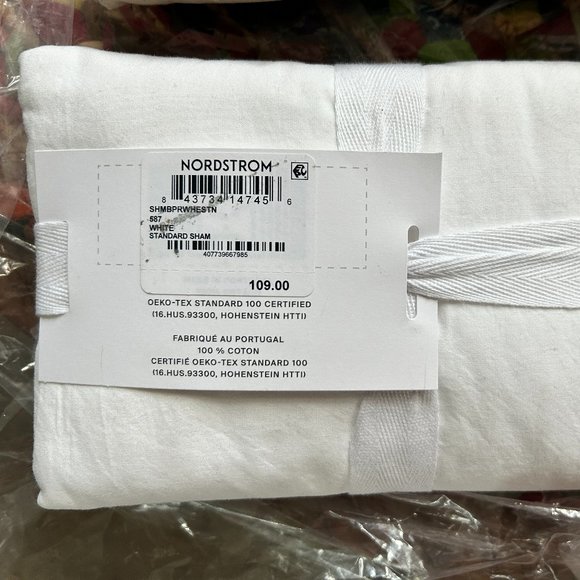 NORDSTROM
8 43734 14745 6
SHMBPRWHESTN
587
WHITE
STANDARD SHAM
407739667985
109.00
OEKO-TEX STANDARD 100 CERTIFIED
(16.HUS.93300, HOHENSTEIN HTTI)
FABRIQUÉ AU PORTUGAL
100 % COTON
CERTIFIÉ OEKO-TEX STANDARD 100
(16.HUS.93300, HOHENSTEIN HTTI)